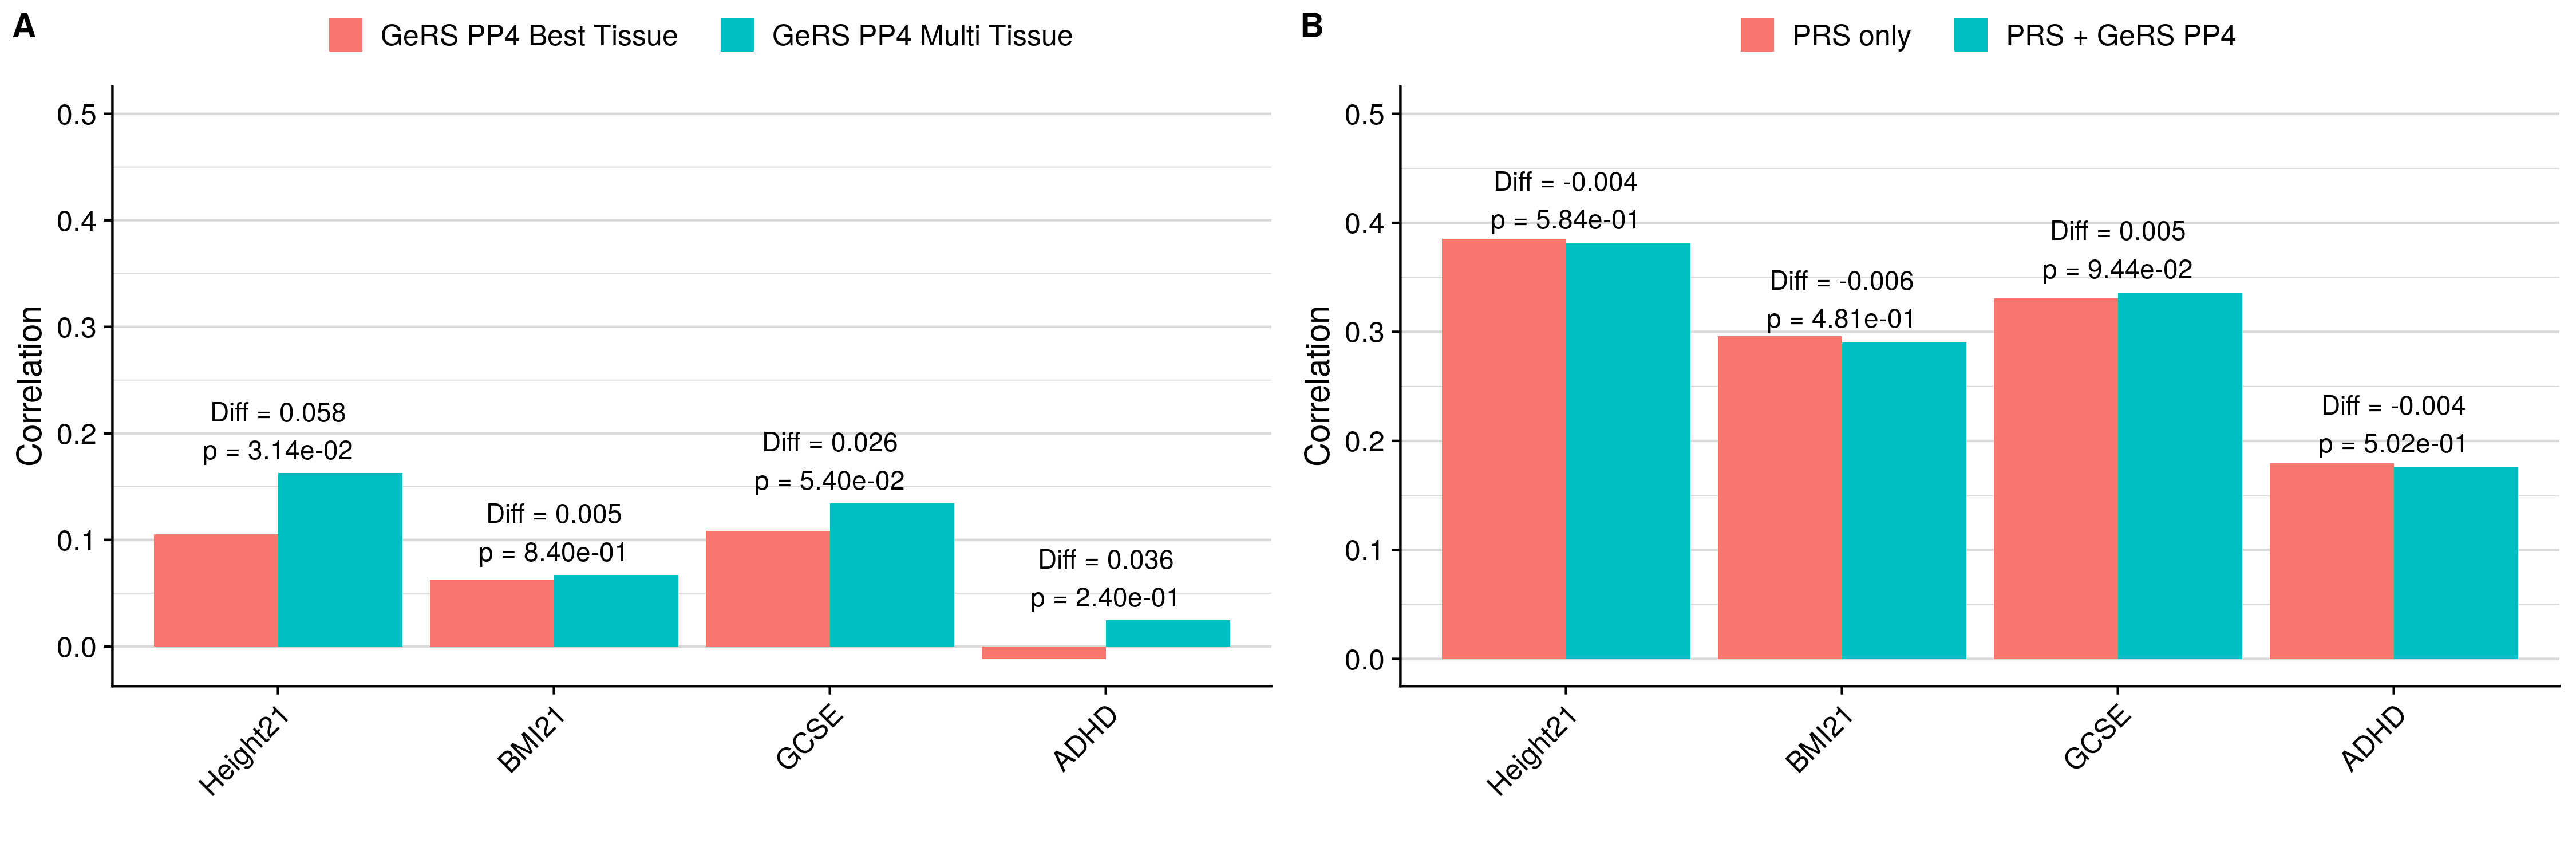 A
GeRS PP4 Best Tissue
GeRS PP4 Multi Tissue
Correlation
0.5
0.4
0.3
0.2
0.1
0.0
Diff = 0.058
p = 3.14e-02
Diff = 0.005
p = 8.40e-01
Diff = 0.026
p = 5.40e-02
Diff = 0.036
p = 2.40e-01
Height21
BMI21
GCSE
ADHD
B
PRS only
PRS + GeRS PP4
Correlation
0.5
0.4
0.3
0.2
0.1
0.0
Diff = -0.004
p = 5.84e-01
Diff = -0.006
p = 4.81e-01
Diff = 0.005
p = 9.44e-02
Diff = -0.004
p = 5.02e-01
Height21
BMI21
GCSE
ADHD